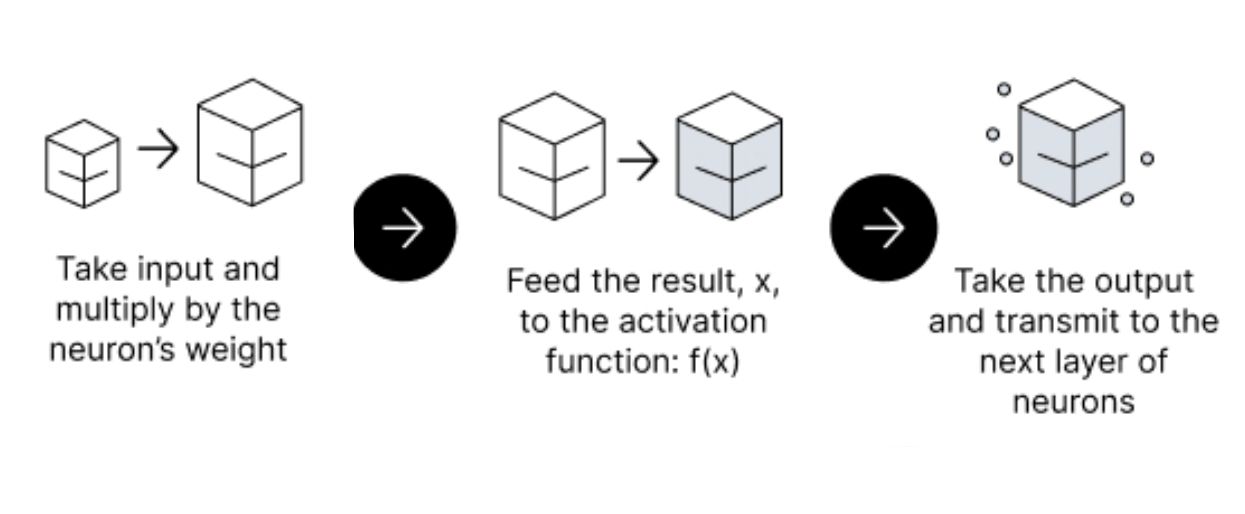 Take input and
multiply by the
neuron’s weight
Feed the result, x,
to the activation
function: f(x)
Take the output
and transmit to the
next layer of
neurons